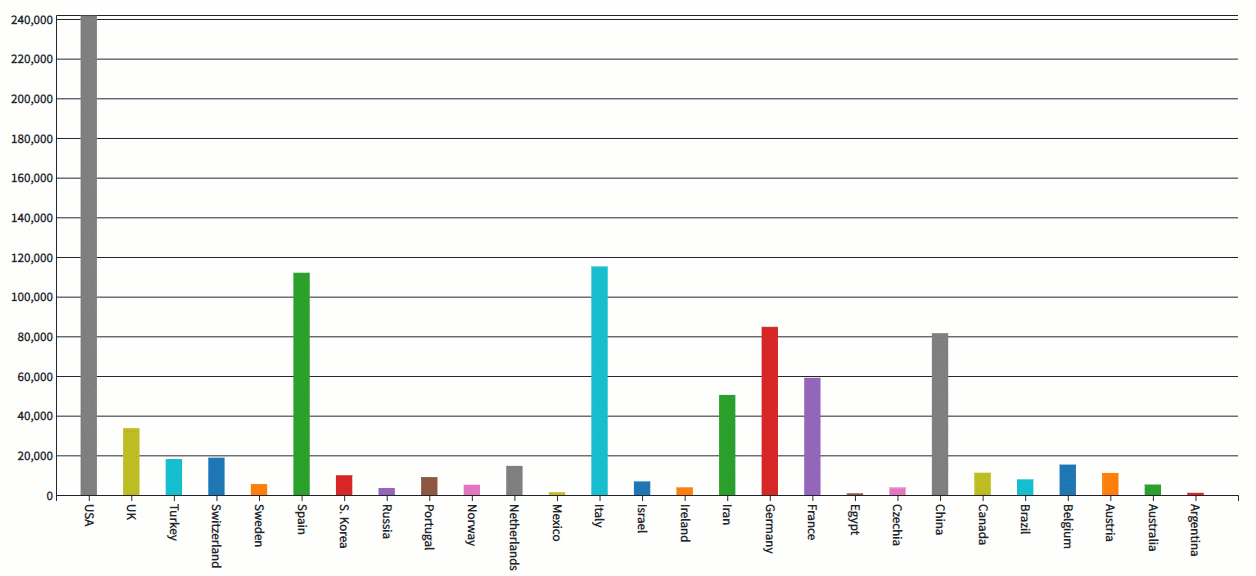 240,000
220,000
200,000
180,000
160,000
140,000
120,000
100,000
80,000
60,000
40,000
20,000
0
USA
UK
Turkey
Switzerland
Sweden
Spain
S. Korea
Russia
Portugal
Norway
Netherlands
Mexico
Italy
Israel
Ireland
Iran
Germany
France
Egypt
Czechia
China
Canada
Brazil
Belgium
Austria
Australia
Argentina